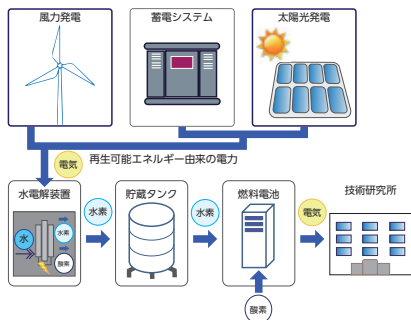 風力発電
蓄電システム
太陽光発電
電気
再生可能エネルギー由来の電力
水電解装置
水素
貯蔵タンク
水素
燃料電池
電気
技術研究所
水
水素
酸素
酸素